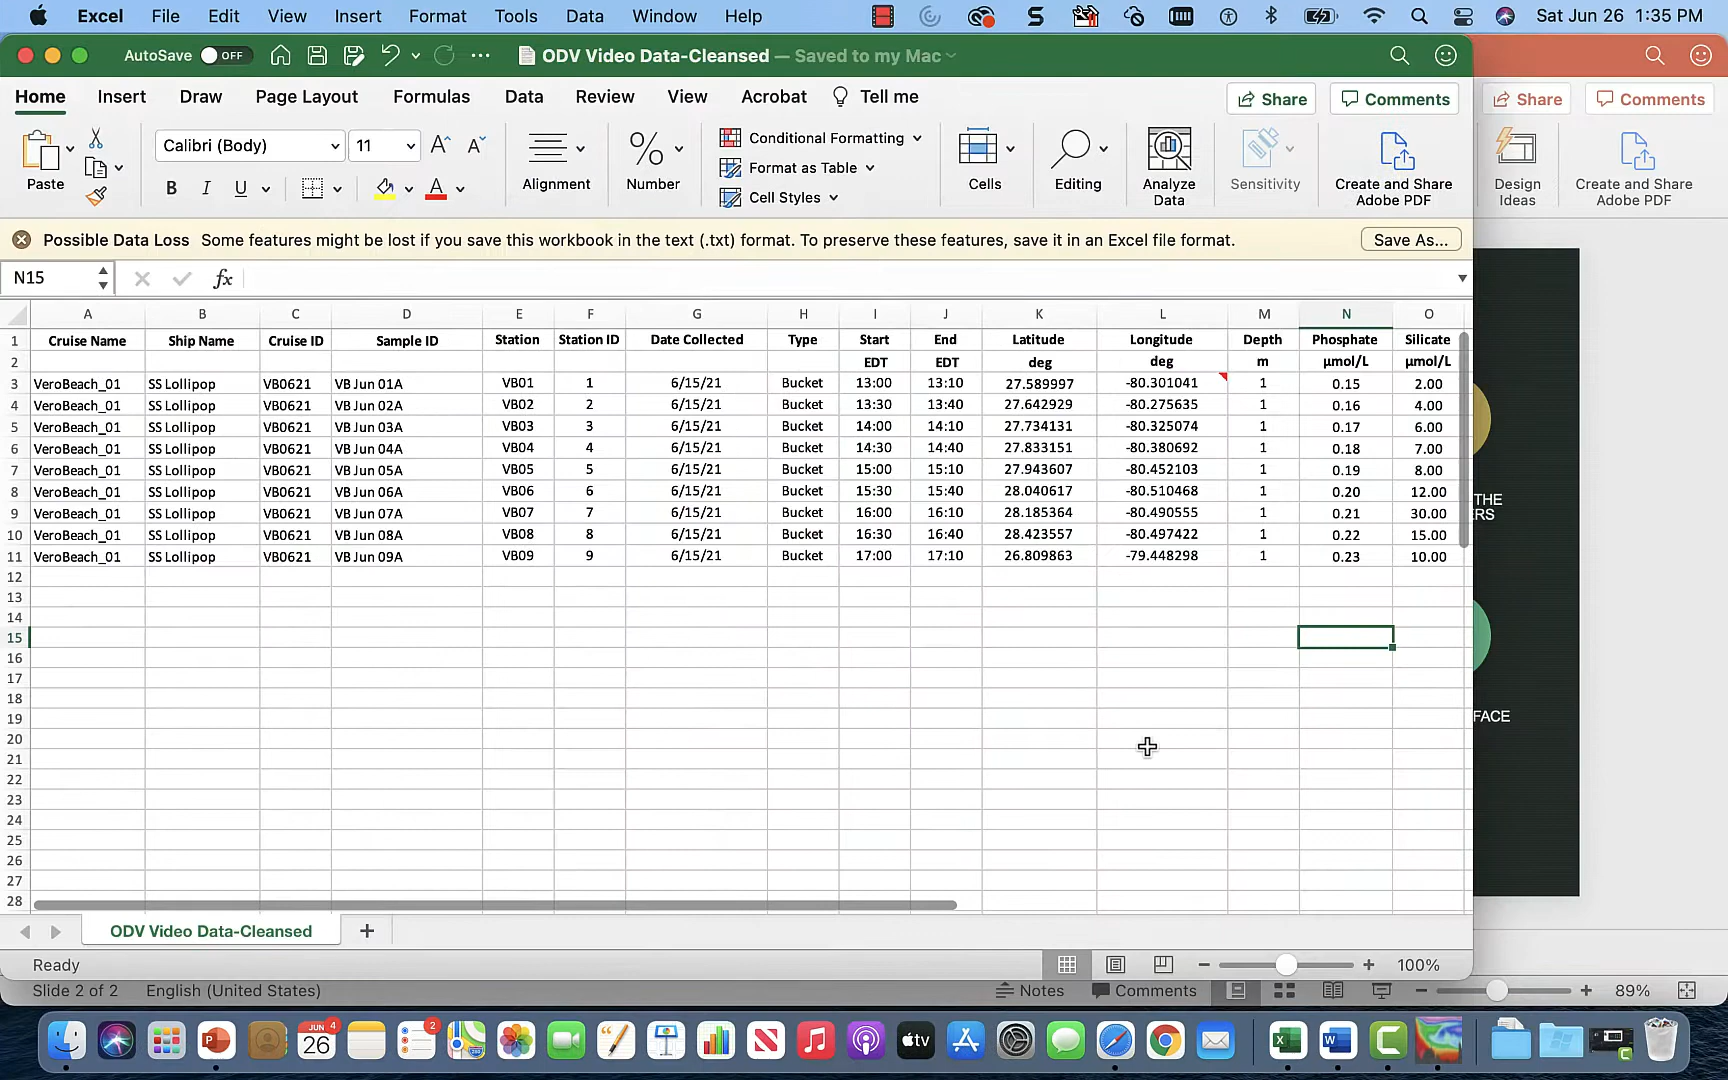 Excel File Edit View Insert Format Tools Data Window Help Sat Jun 26 1:35 PM
AutoSave OFF ODV Video Data-Cleansed — Saved to my Mac
Home Insert Draw Page Layout Formulas Data Review View Acrobat Tell me Share Comments Share Comments
Calibri (Body) 11
Paste
B I U A
Alignment
%
Number
Conditional Formatting
Format as Table
Cell Styles
Cells
Editing
Analyze
Data
Sensitivity
Create and Share
Adobe PDF
Design
Ideas
Create and Share
Adobe PDF
Possible Data Loss Some features might be lost if you save this workbook in the text (.txt) format. To preserve these features, save it in an Excel file format. Save As...
N15 fx
A B C D E F G H I J K L M N O
1 Cruise Name Ship Name Cruise ID Sample ID Station Station ID Date Collected Type Start End Latitude Longitude Depth Phosphate Silicate
2 EDT EDT deg deg m µmol/L µmol/L
3 VeroBeach_01 SS Lollipop VB0621 VB Jun 01A VB01 1 6/15/21 Bucket 13:00 13:10 27.589997 -80.301041 1 0.15 2.00
4 VeroBeach_01 SS Lollipop VB0621 VB Jun 02A VB02 2 6/15/21 Bucket 13:30 13:40 27.642929 -80.275635 1 0.16 4.00
5 VeroBeach_01 SS Lollipop VB0621 VB Jun 03A VB03 3 6/15/21 Bucket 14:00 14:10 27.734131 -80.325074 1 0.17 6.00
6 VeroBeach_01 SS Lollipop VB0621 VB Jun 04A VB04 4 6/15/21 Bucket 14:30 14:40 27.833151 -80.380692 1 0.18 7.00
7 VeroBeach_01 SS Lollipop VB0621 VB Jun 05A VB05 5 6/15/21 Bucket 15:00 15:10 27.943607 -80.452103 1 0.19 8.00
8 VeroBeach_01 SS Lollipop VB0621 VB Jun 06A VB06 6 6/15/21 Bucket 15:30 15:40 28.040617 -80.510468 1 0.20 12.00
9 VeroBeach_01 SS Lollipop VB0621 VB Jun 07A VB07 7 6/15/21 Bucket 16:00 16:10 28.185364 -80.490555 1 0.21 30.00
10 VeroBeach_01 SS Lollipop VB0621 VB Jun 08A VB08 8 6/15/21 Bucket 16:30 16:40 28.423557 -80.497422 1 0.22 15.00
11 VeroBeach_01 SS Lollipop VB0621 VB Jun 09A VB09 9 6/15/21 Bucket 17:00 17:10 26.809863 -79.448298 1 0.23 10.00
12
13
14
15
16
17
18
19
20
21
22
23
24
25
26
27
28
THE
ERS
FACE
ODV Video Data-Cleansed
Ready 100%
Slide 2 of 2 English (United States) Notes Comments 89%
JUN 4
26
2
tv